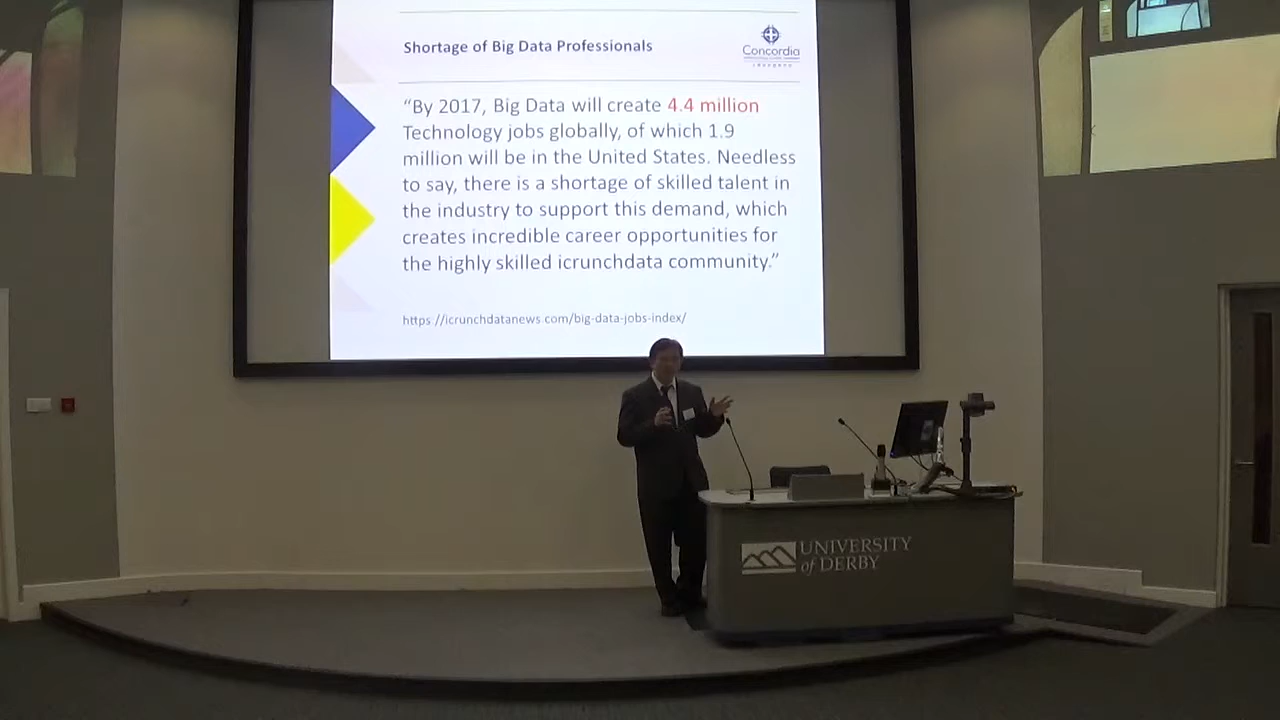 Shortage of Big Data Professionals
Concordia
“By 2017, Big Data will create 4.4 million
Technology jobs globally, of which 1.9
million will be in the United States. Needless
to say, there is a shortage of skilled talent in
the industry to support this demand, which
creates incredible career opportunities for
the highly skilled icrunchdata community.”
https://icrunchdatanews.com/big-data-jobs-index/
UNIVERSITY
of DERBY